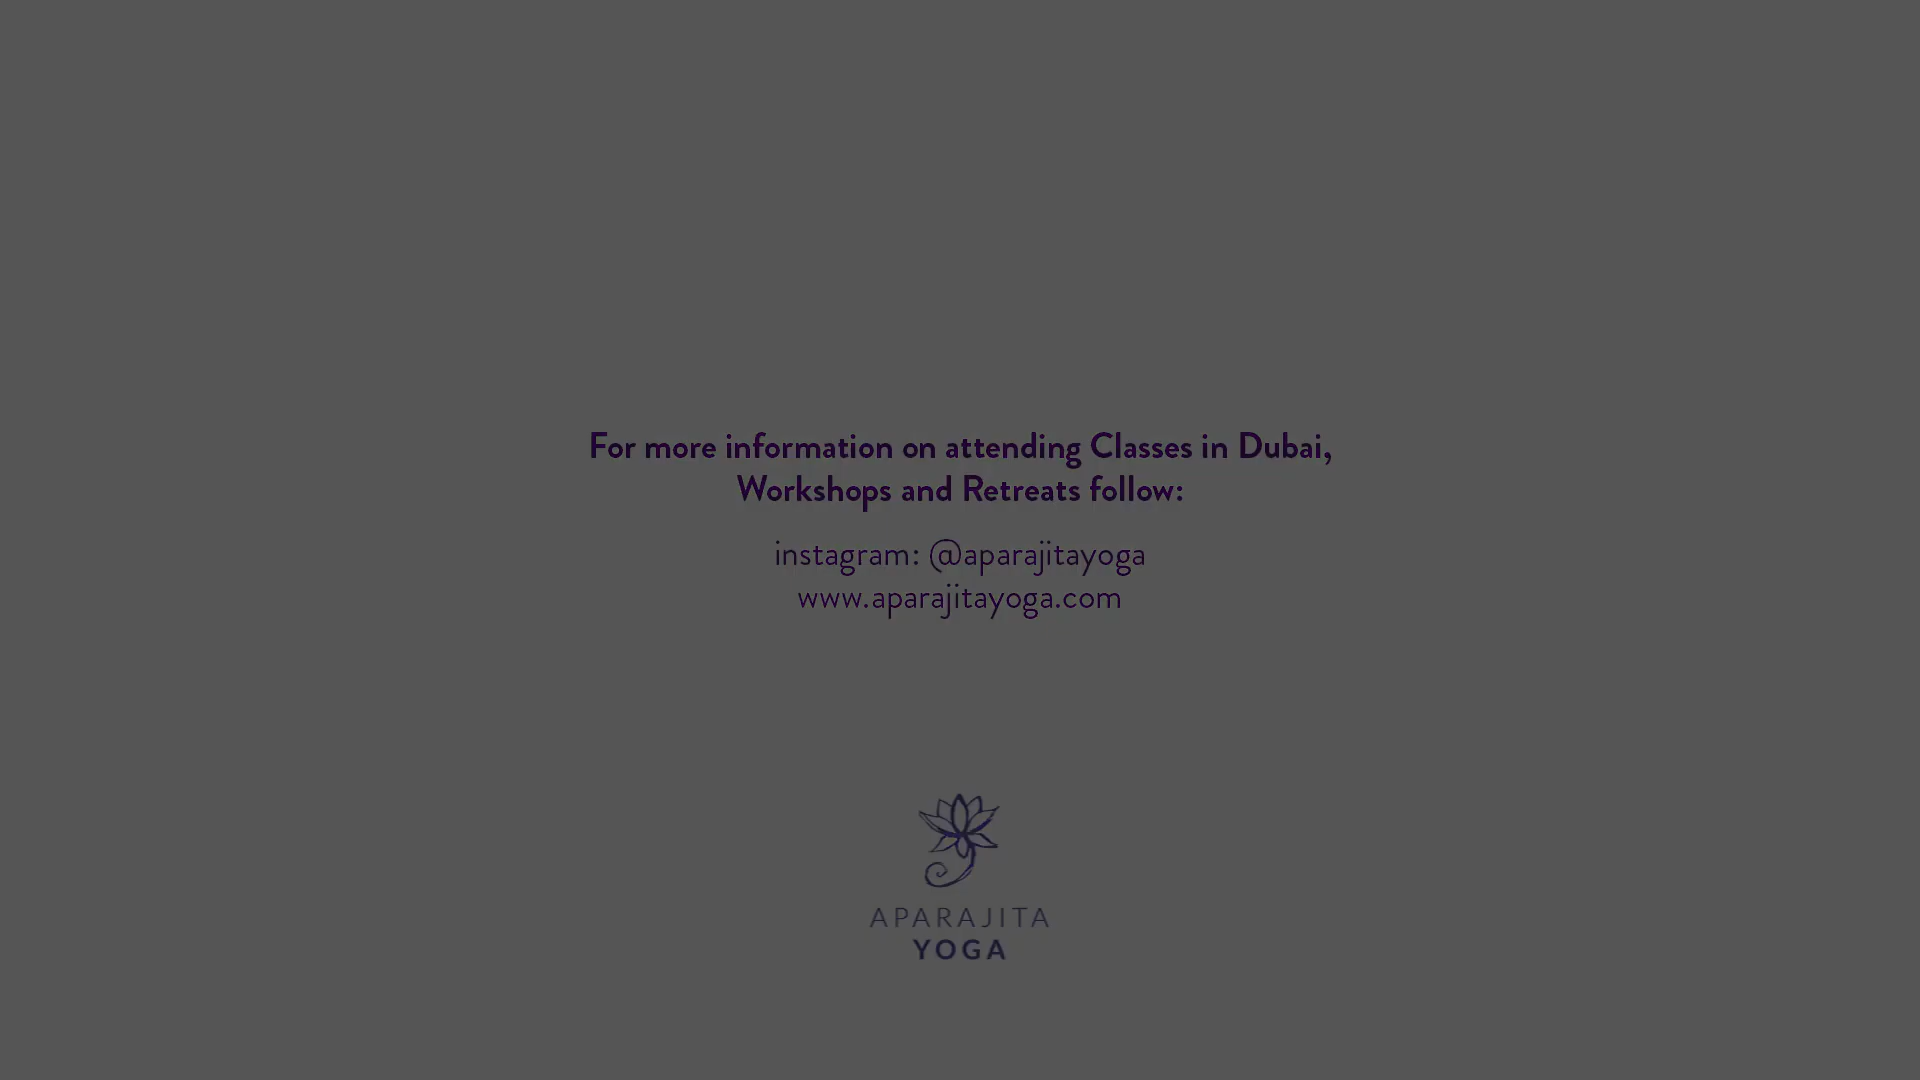 For more information on attending Classes in Dubai,
Workshops and Retreats follow:
instagram: @aparajitayoga
www.aparajitayoga.com
APARAJITA
YOGA